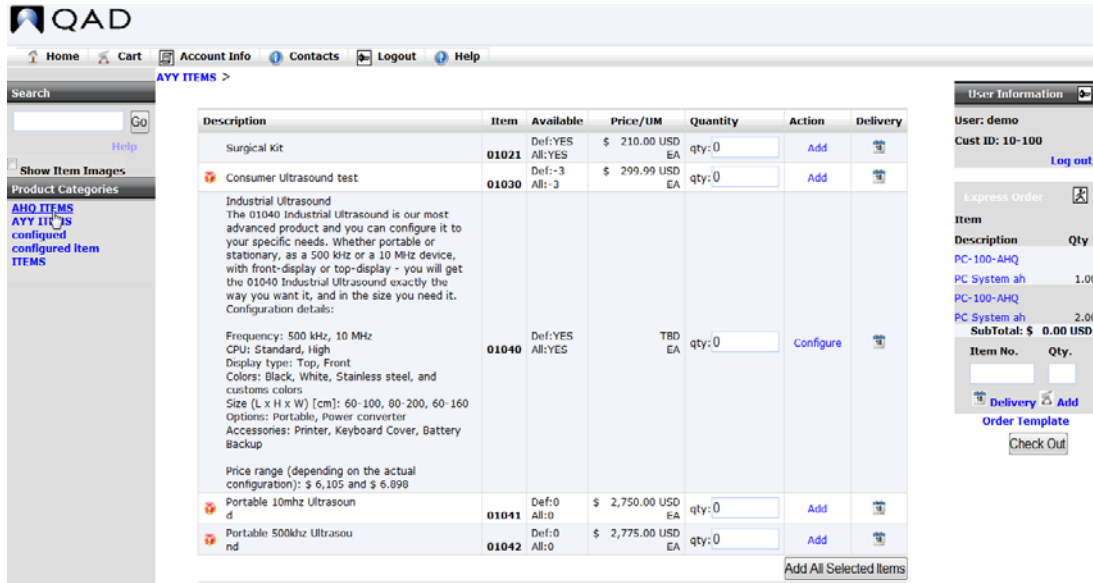 QAD
Home Cart Account Info Contacts Logout Help
AYY ITEMS >
Search
Go
Help
Show Item Images
Product Categories
AHQ ITEMS
AYY ITEMS
configued
configured item
ITEMS
Description Item Available Price/UM Quantity Action Delivery
Surgical Kit 01021 Def:YES All:YES $ 210.00 USD EA qty: 0 Add
Consumer Ultrasound test 01030 Def:-3 All:-3 $ 299.99 USD EA qty: 0 Add
Industrial Ultrasound
The 01040 Industrial Ultrasound is our most
advanced product and you can configure it to
your specific needs. Whether portable or
stationary, as a 500 kHz or a 10 MHz device,
with front-display or top-display - you will get
the 01040 Industrial Ultrasound exactly the
way you want it, and in the size you need it.
Configuration details:
Frequency: 500 kHz, 10 MHz
CPU: Standard, High
Display type: Top, Front
Colors: Black, White, Stainless steel, and
customs colors
Size (L x H x W) [cm]: 60-100, 80-200, 60-160
Options: Portable, Power converter
Accessories: Printer, Keyboard Cover, Battery
Backup
Price range (depending on the actual
configuration): $ 6,105 and $ 6.898
01040 Def:YES All:YES TBD EA qty: 0 Configure
Portable 10mhz Ultrasoun
d 01041 Def:0 All:0 $ 2,750.00 USD EA qty: 0 Add
Portable 500khz Ultrasou
nd 01042 Def:0 All:0 $ 2,775.00 USD EA qty: 0 Add
Add All Selected Items
User Information
User: demo
Cust ID: 10-100
Log out
Express Order
Item
Description Qty
PC-100-AHQ
PC System ah 1.00
PC-100-AHQ
PC System ah 2.00
SubTotal: $ 0.00 USD
Item No. Qty.
Delivery Add
Order Template
Check Out